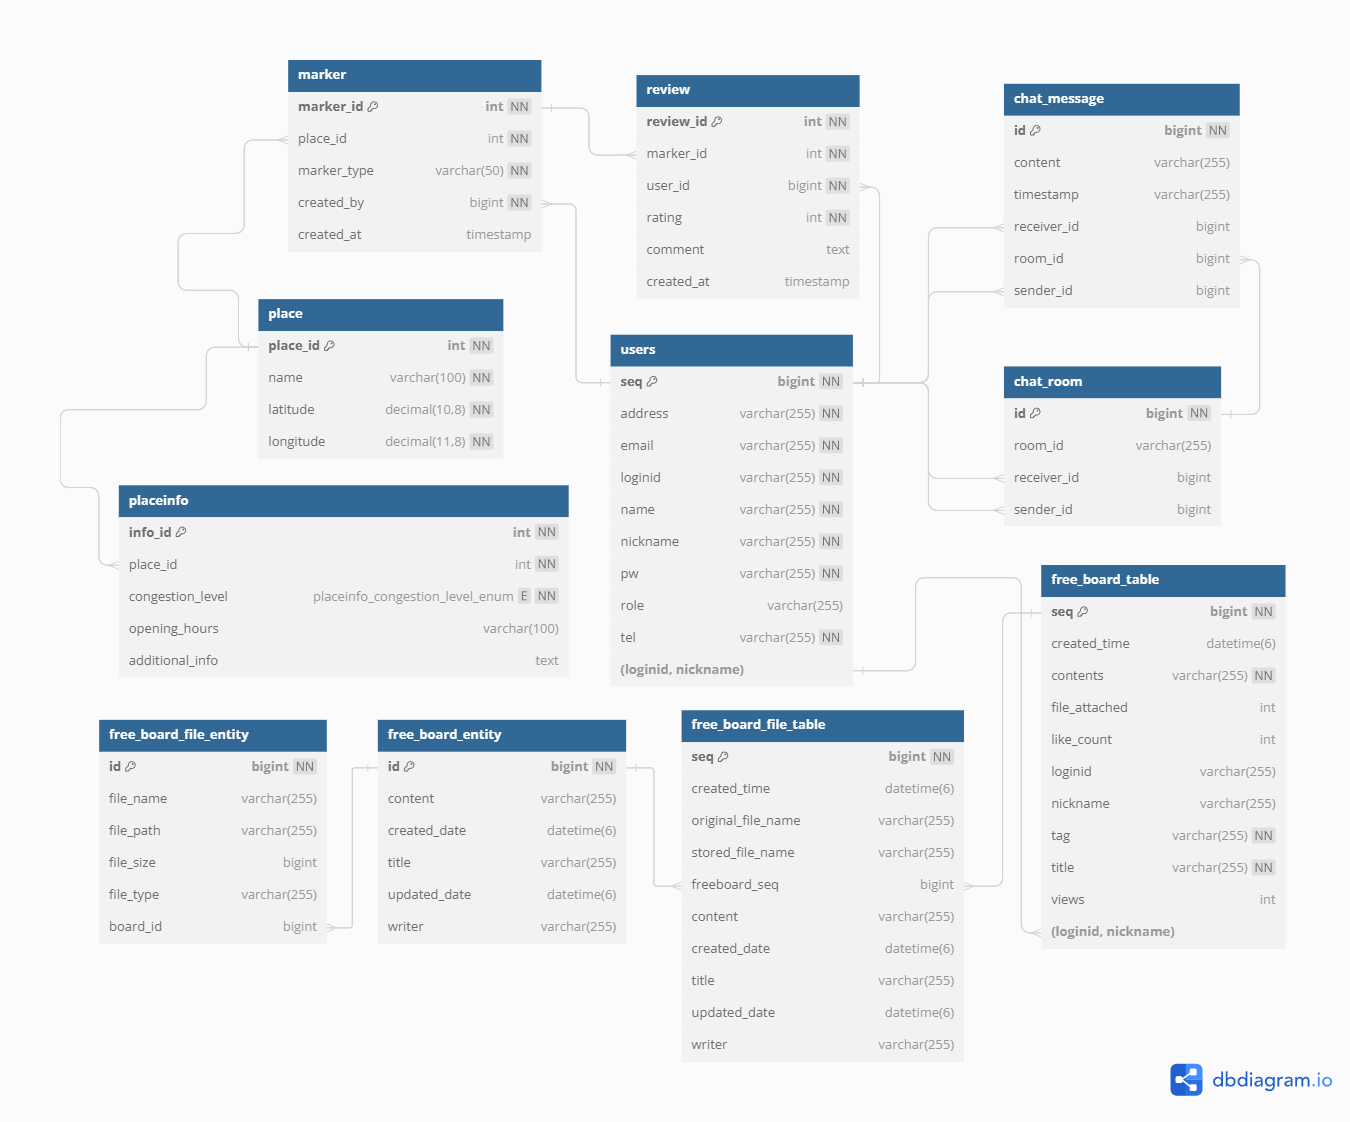 marker
marker_id int NN
place_id int NN
marker_type varchar(50) NN
created_by bigint NN
created_at timestamp
review
review_id int NN
marker_id int NN
user_id bigint NN
rating int NN
comment text
created_at timestamp
chat_message
id bigint NN
content varchar(255)
timestamp varchar(255)
receiver_id bigint
room_id bigint
sender_id bigint
place
place_id int NN
name varchar(100) NN
latitude decimal(10,8) NN
longitude decimal(11,8) NN
users
seq bigint NN
address varchar(255) NN
email varchar(255) NN
loginid varchar(255) NN
name varchar(255) NN
nickname varchar(255) NN
pw varchar(255) NN
role varchar(255)
tel varchar(255) NN
(loginid, nickname)
chat_room
id bigint NN
room_id varchar(255)
receiver_id bigint
sender_id bigint
placeinfo
info_id int NN
place_id int NN
congestion_level placeinfo_congestion_level_enum E NN
opening_hours varchar(100)
additional_info text
free_board_table
seq bigint NN
created_time datetime(6)
contents varchar(255) NN
file_attached int
like_count int
loginid varchar(255)
nickname varchar(255)
tag varchar(255) NN
title varchar(255) NN
views int
(loginid, nickname)
free_board_file_entity
id bigint NN
file_name varchar(255)
file_path varchar(255)
file_size bigint
file_type varchar(255)
board_id bigint
free_board_entity
id bigint NN
content varchar(255)
created_date datetime(6)
title varchar(255)
updated_date datetime(6)
writer varchar(255)
free_board_file_table
seq bigint NN
created_time datetime(6)
original_file_name varchar(255)
stored_file_name varchar(255)
freeboard_seq bigint
content varchar(255)
created_date datetime(6)
title varchar(255)
updated_date datetime(6)
writer varchar(255)
dbdiagram.io